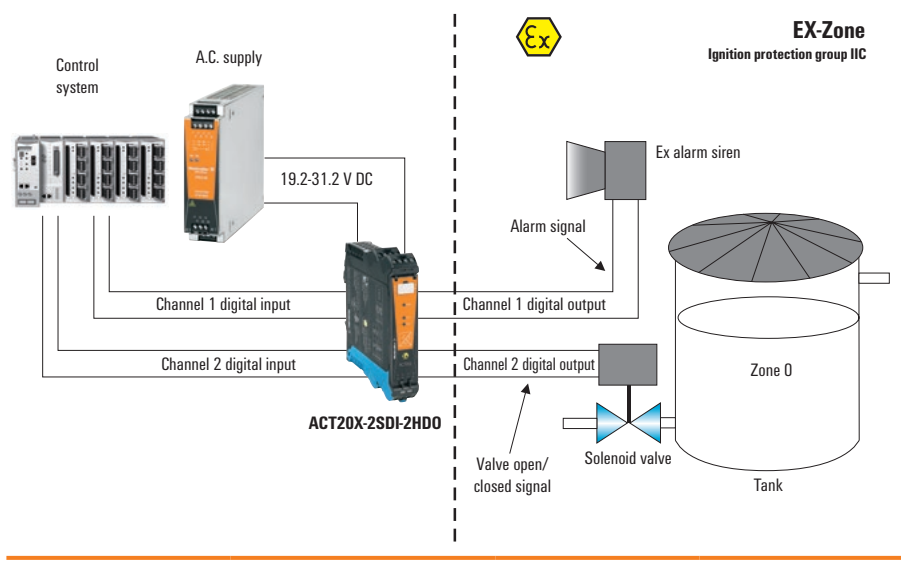 EX-Zone
Ignition protection group IIC
Control
system
A.C. supply
Ex alarm siren
19.2-31.2 V DC
Alarm signal
Channel 1 digital input
Channel 1 digital output
Channel 2 digital input
Channel 2 digital output
Zone 0
ACT20X-2SDI-2HDO
Solenoid valve
Valve open/
closed signal
Tank